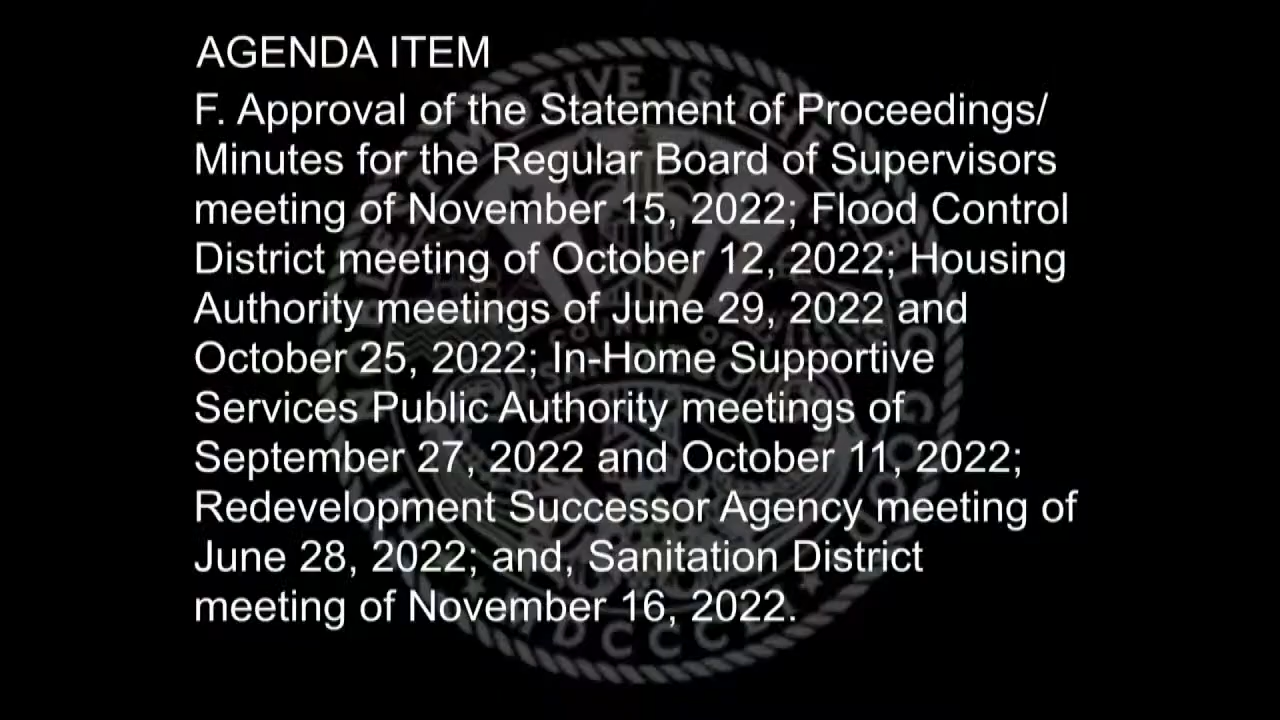 AGENDA ITEM
F. Approval of the Statement of Proceedings/
Minutes for the Regular Board of Supervisors
meeting of November 15, 2022; Flood Control
District meeting of October 12, 2022; Housing
Authority meetings of June 29, 2022 and
October 25, 2022; In-Home Supportive
Services Public Authority meetings of
September 27, 2022 and October 11, 2022;
Redevelopment Successor Agency meeting of
June 28, 2022; and, Sanitation District
meeting of November 16, 2022.